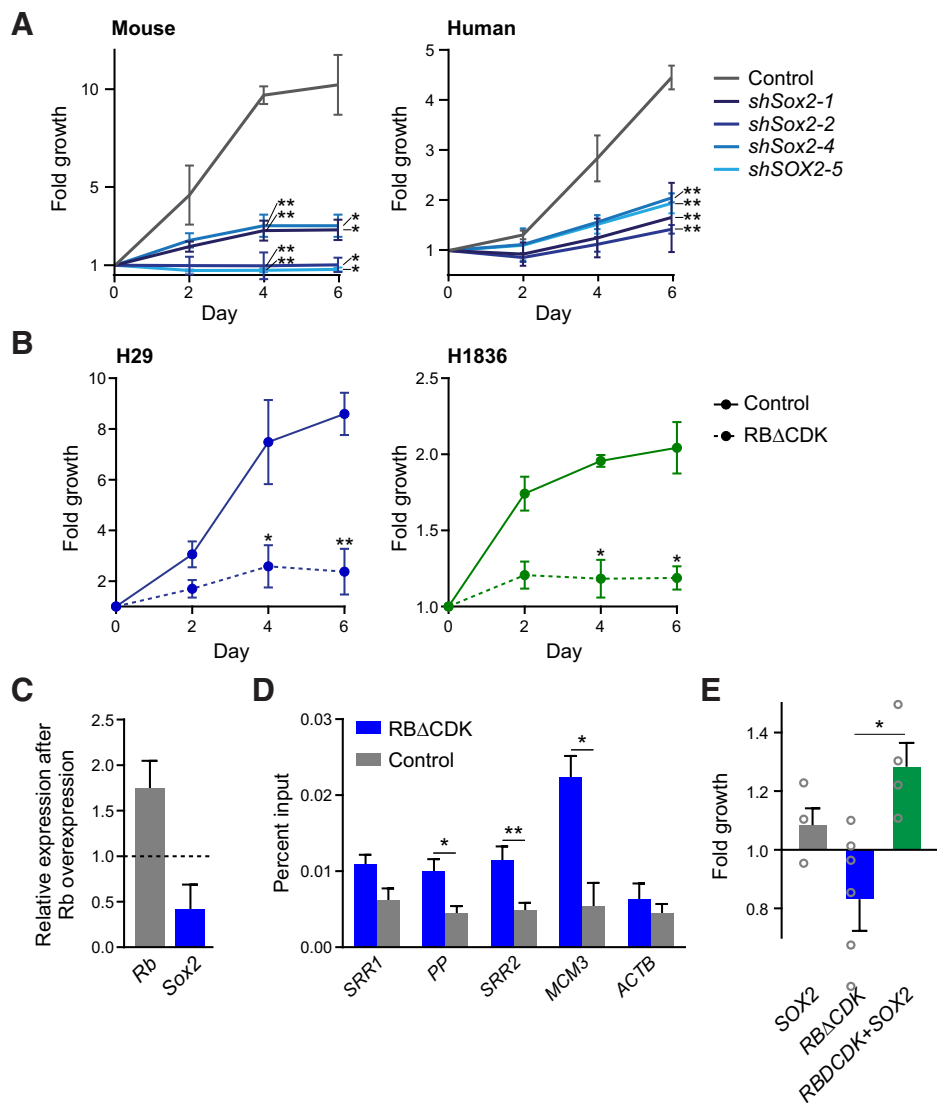 A
Mouse
Human
Fold growth
10
5
1
0
2
4
6
Day
**
**
**
**
*
*
*
*
Fold growth
5
4
3
2
1
0
2
4
6
Day
**
**
**
**
Control
shSox2-1
shSox2-2
shSox2-4
shSOX2-5
B
H29
H1836
Fold growth
10
8
6
4
2
0
2
4
6
Day
*
**
Fold growth
2.5
2.0
1.5
1.0
0
2
4
6
Day
*
*
Control
RBΔCDK
C
Relative expression after
Rb overexpression
2.5
2.0
1.5
1.0
0.5
0.0
Rb
Sox2
D
Percent input
0.03
0.02
0.01
0.00
RBΔCDK
Control
*
**
*
SRR1
PP
SRR2
MCM3
ACTB
E
Fold growth
1.4
1.2
1.0
0.8
*
SOX2
RBΔCDK
RBDCDK+SOX2